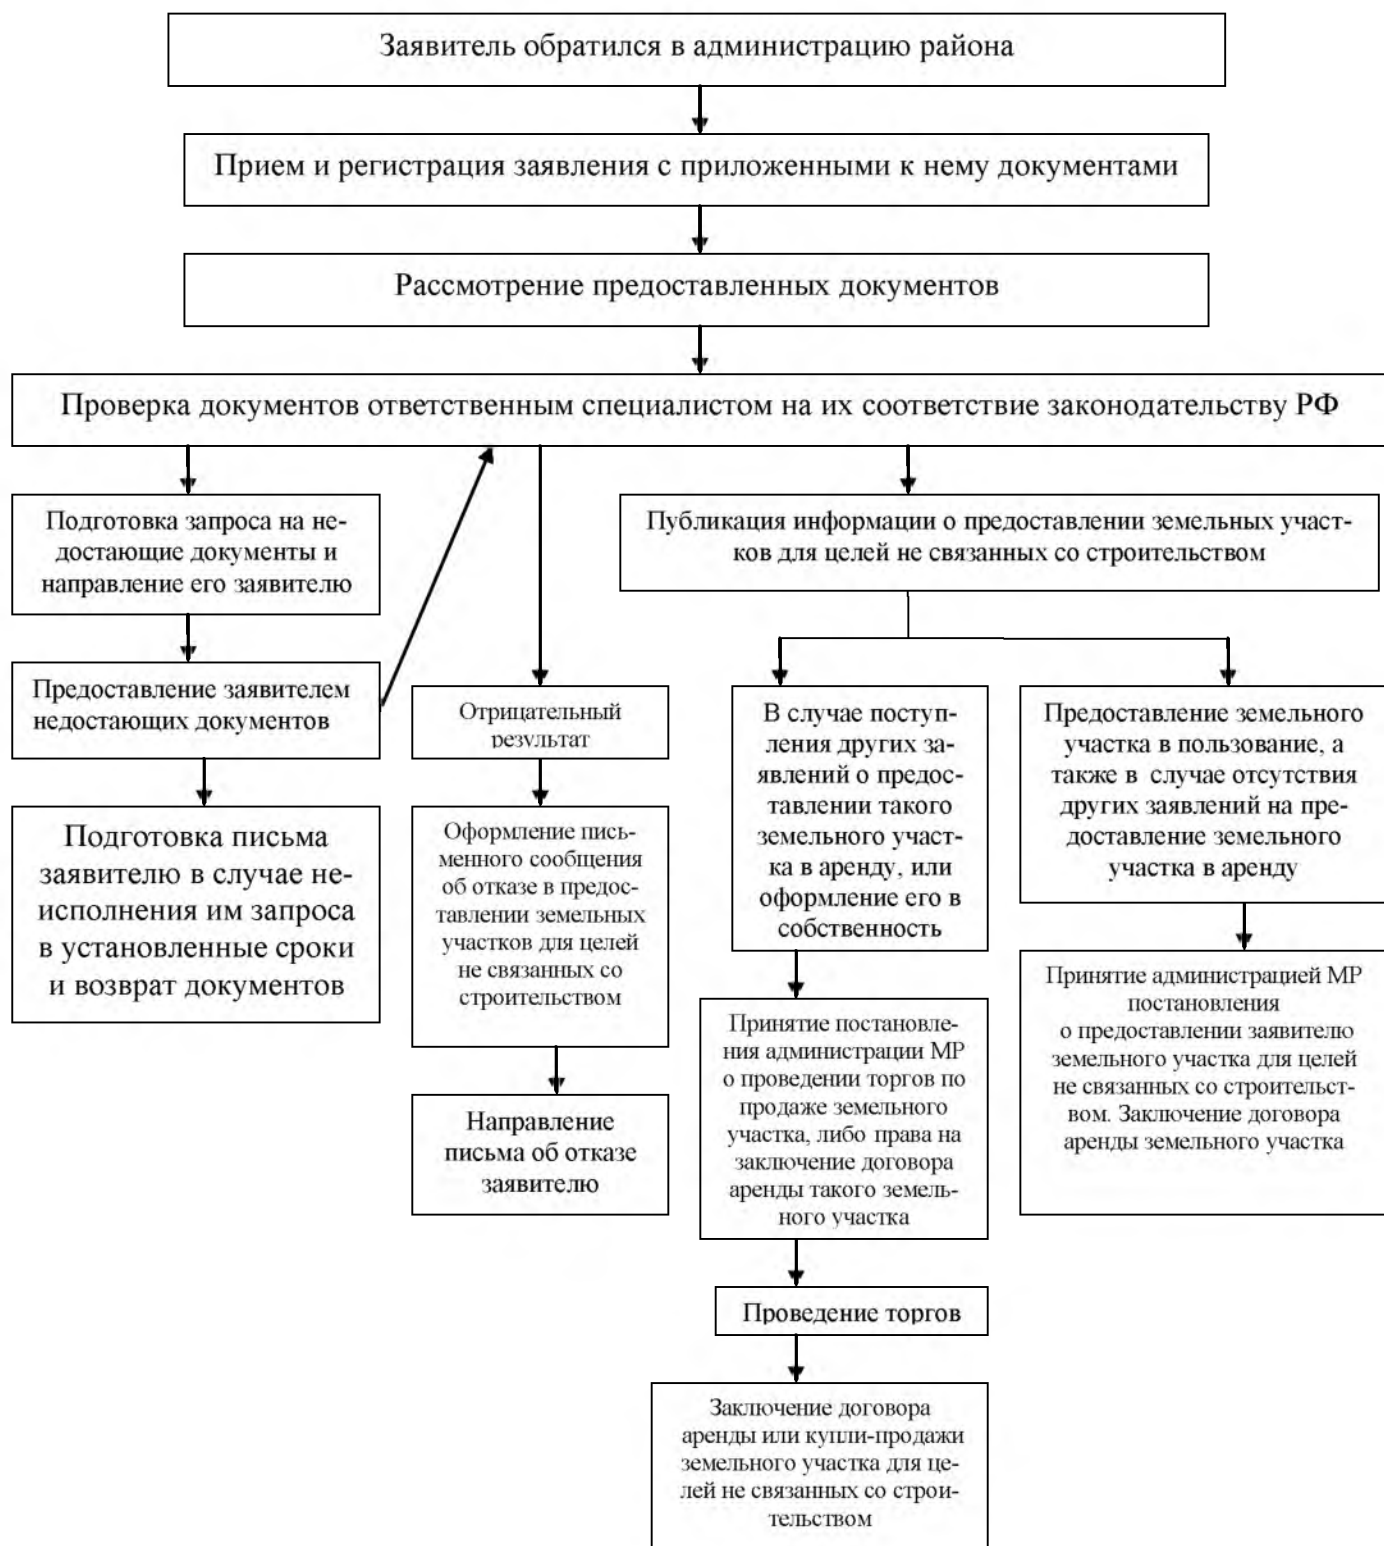 Заявитель обратился в администрацию района
Прием и регистрация заявления с приложенными к нему документами
Рассмотрение предоставленных документов
Проверка документов ответственным специалистом на их соответствие законодательству РФ
Подготовка запроса на не-
достающие документы и
направление его заявителю
Предоставление заявителем
недостающих документов
Подготовка письма
заявителю в случае не-
исполнения им запроса
в установленные сроки
и возврат документов
Отрицательный
результат
Оформление пись-
менного сообщения
об отказе в предос-
тавлении земельных
участков для целей
не связанных со
строительством
Направление
письма об отказе
заявителю
Публикация информации о предоставлении земельных участ-
ков для целей не связанных со строительством
В случае поступ-
ления других за-
явлений о предос-
тавлении такого
земельного участ-
ка в аренду, или
оформление его в
собственность
Принятие постановле-
ния администрации МР
о проведении торгов по
продаже земельного
участка, либо права на
заключение договора
аренды такого земель-
ного участка
Проведение торгов
Заключение договора
аренды или купли-продажи
земельного участка для це-
лей не связанных со строи-
тельством
Предоставление земельного
участка в пользование, а
также в случае отсутствия
других заявлений на пре-
доставление земельного
участка в аренду
Принятие администрацией МР
постановления
о предоставлении заявителю
земельного участка для целей
не связанных со строительст-
вом. Заключение договора
аренды земельного участка